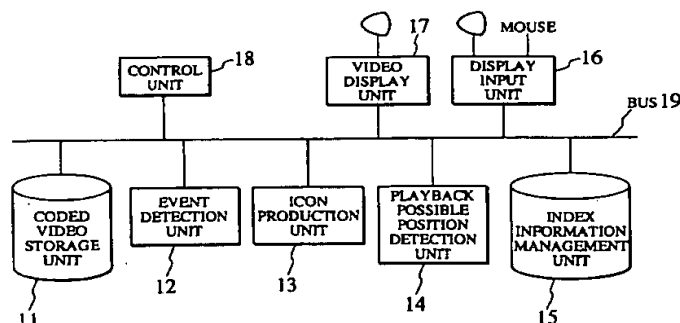 MOUSE
17
18
CONTROL
UNIT
VIDEO
DISPLAY
UNIT
DISPLAY
INPUT
UNIT
16
BUS 19
CODED
VIDEO
STORAGE
UNIT
EVENT
DETECTION
UNIT
ICON
PRODUCTION
UNIT
PLAYBACK
POSSIBLE
POSITION
DETECTION
UNIT
INDEX
INFORMATION
MANAGEMENT
UNIT
11
12
13
14
15